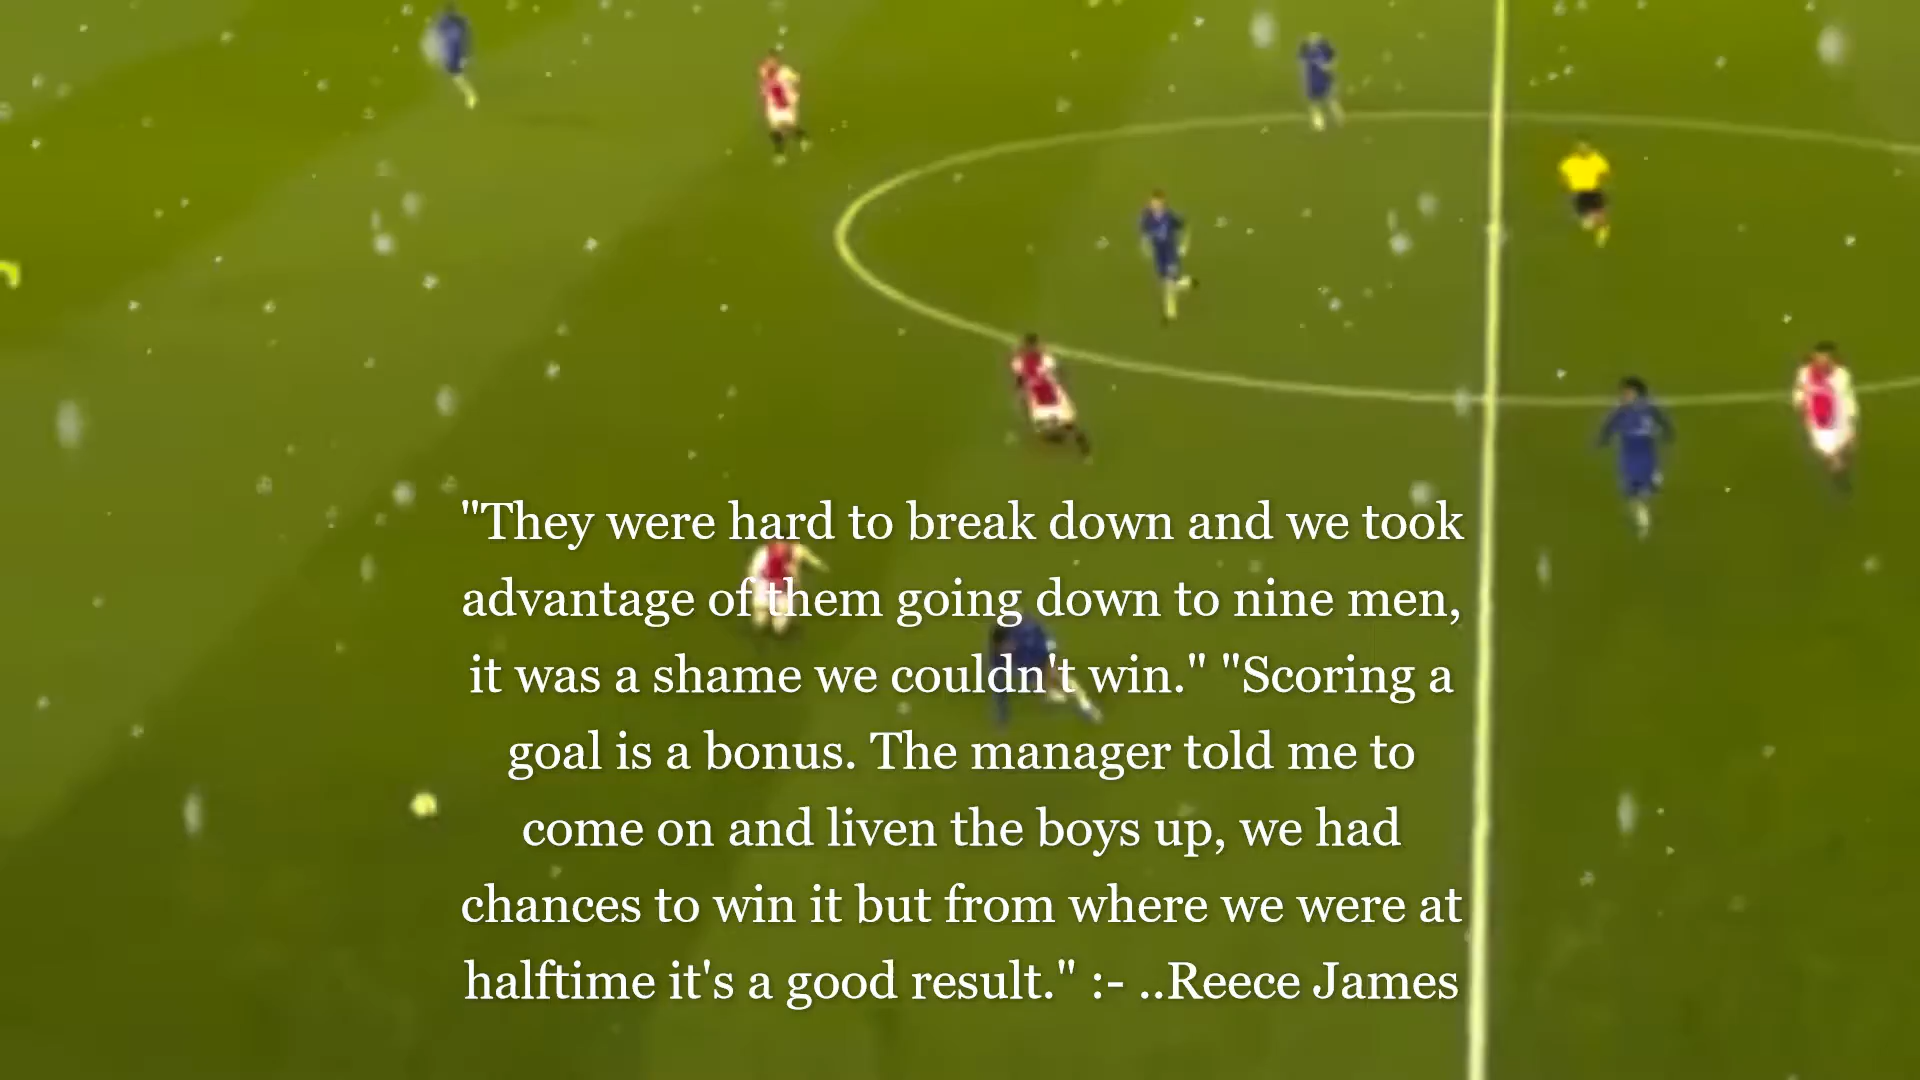 "They were hard to break down and we took
advantage of them going down to nine men,
it was a shame we couldn't win." "Scoring a
goal is a bonus. The manager told me to
come on and liven the boys up, we had
chances to win it but from where we were at
halftime it's a good result." :- ..Reece James